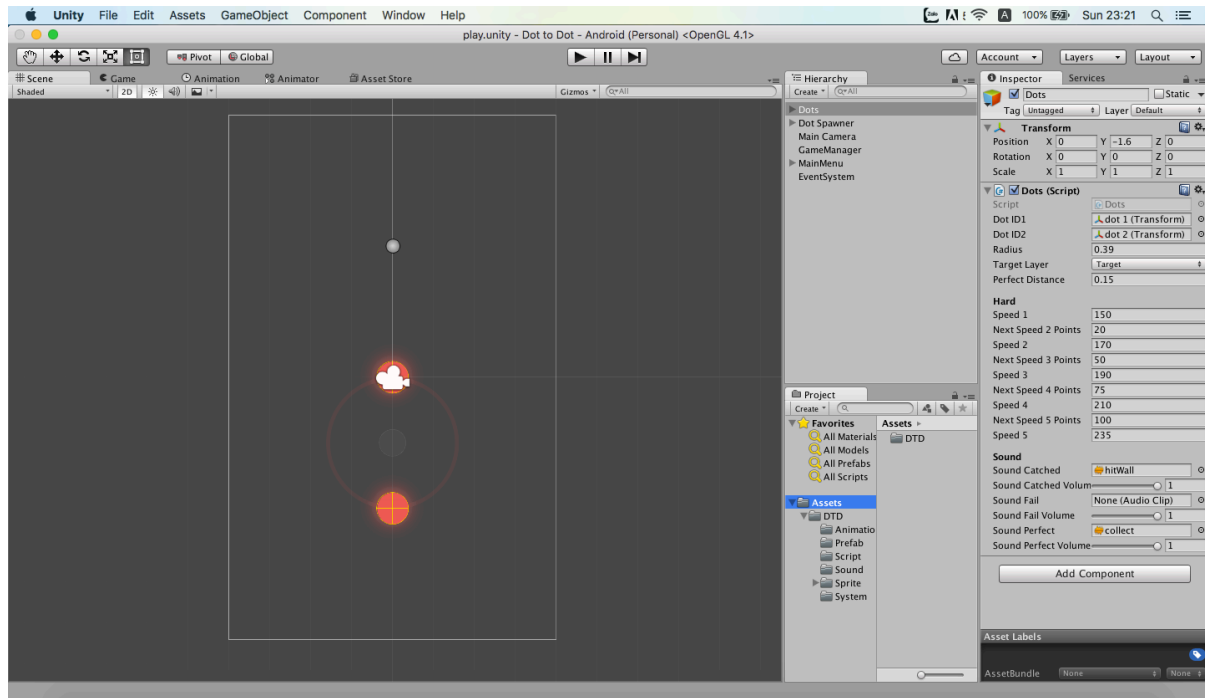 Unity File Edit Assets GameObject Component Window Help Zalo A 100% Sun 23:21
play.unity - Dot to Dot - Android (Personal) <OpenGL 4.1>
Pivot Global Account Layers Layout
Scene Game Animation Animator Asset Store
Shaded 2D Gizmos All
Hierarchy
Create All
Dots
Dot Spawner
Main Camera
GameManager
MainMenu
EventSystem
Project
Create
Favorites
All Materials
All Models
All Prefabs
All Scripts
Assets
DTD
Animatio
Prefab
Script
Sound
Sprite
System
Assets
DTD
Inspector Services
Dots Static
Tag Untagged Layer Default
Transform
Position X 0 Y -1.6 Z 0
Rotation X 0 Y 0 Z 0
Scale X 1 Y 1 Z 1
Dots (Script)
Script Dots
Dot ID1 dot 1 (Transform)
Dot ID2 dot 2 (Transform)
Radius 0.39
Target Layer Target
Perfect Distance 0.15
Hard
Speed 1 150
Next Speed 2 Points 20
Speed 2 170
Next Speed 3 Points 50
Speed 3 190
Next Speed 4 Points 75
Speed 4 210
Next Speed 5 Points 100
Speed 5 235
Sound
Sound Catched hitWall
Sound Catched Volum 1
Sound Fail None (Audio Clip)
Sound Fail Volume 1
Sound Perfect collect
Sound Perfect Volume 1
Add Component
Asset Labels
AssetBundle None None